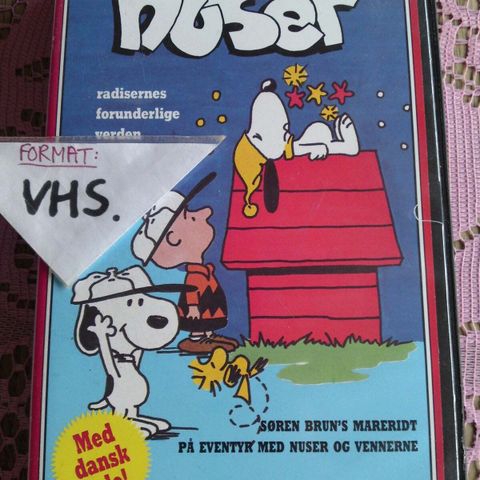 nuser
radisernes
forunderlige
verden
FORMAT:
VHS.
SØREN BRUN'S MARERIDT
PÅ EVENTYR MED NUSER OG VENNERNE
Med
dansk